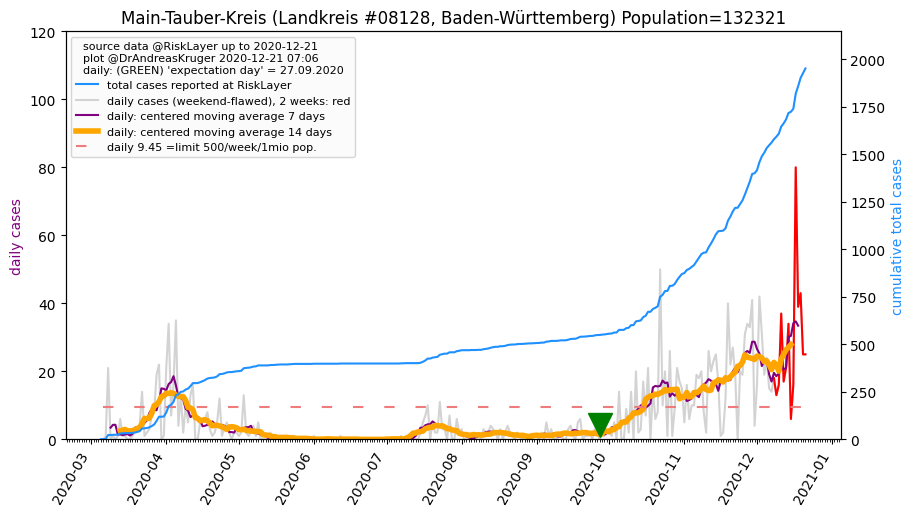 Main-Tauber-Kreis (Landkreis #08128, Baden-Württemberg) Population=132321
source data @RiskLayer up to 2020-12-21
plot @DrAndreasKruger 2020-12-21 07:06
daily: (GREEN) 'expectation day' = 27.09.2020
total cases reported at RiskLayer
daily cases (weekend-flawed), 2 weeks: red
daily: centered moving average 7 days
daily: centered moving average 14 days
daily 9.45 =limit 500/week/1mio pop.
daily cases
120
100
80
60
40
20
0
cumulative total cases
2000
1750
1500
1250
1000
750
500
250
0
2020-03
2020-04
2020-05
2020-06
2020-07
2020-08
2020-09
2020-10
2020-11
2020-12
2021-01